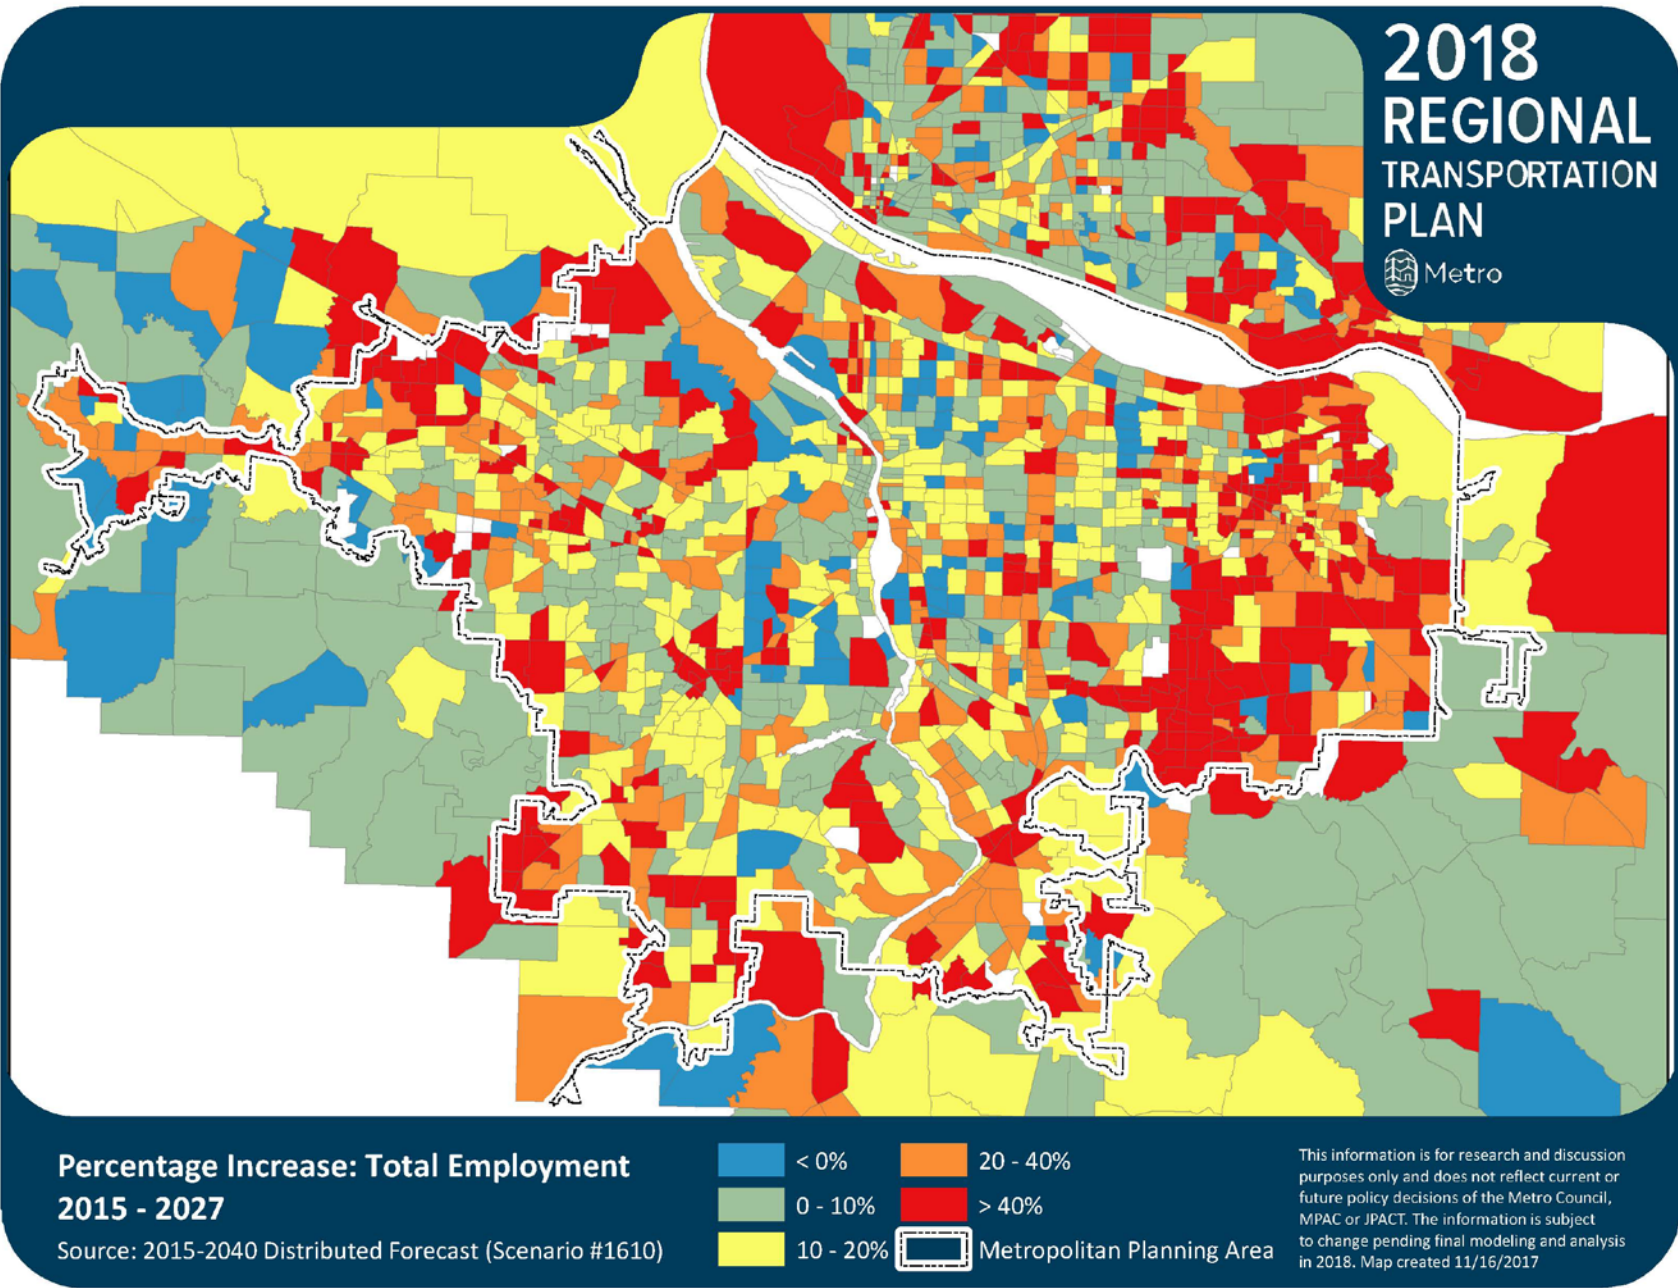 2018
REGIONAL
TRANSPORTATION
PLAN
Metro
Percentage Increase: Total Employment
2015 - 2027
Source: 2015-2040 Distributed Forecast (Scenario #1610)
< 0%
0 - 10%
10 - 20%
20 - 40%
> 40%
Metropolitan Planning Area
This information is for research and discussion
purposes only and does not reflect current or
future policy decisions of the Metro Council,
MPAC or JPACT. The information is subject
to change pending final modeling and analysis
in 2018. Map created 11/16/2017